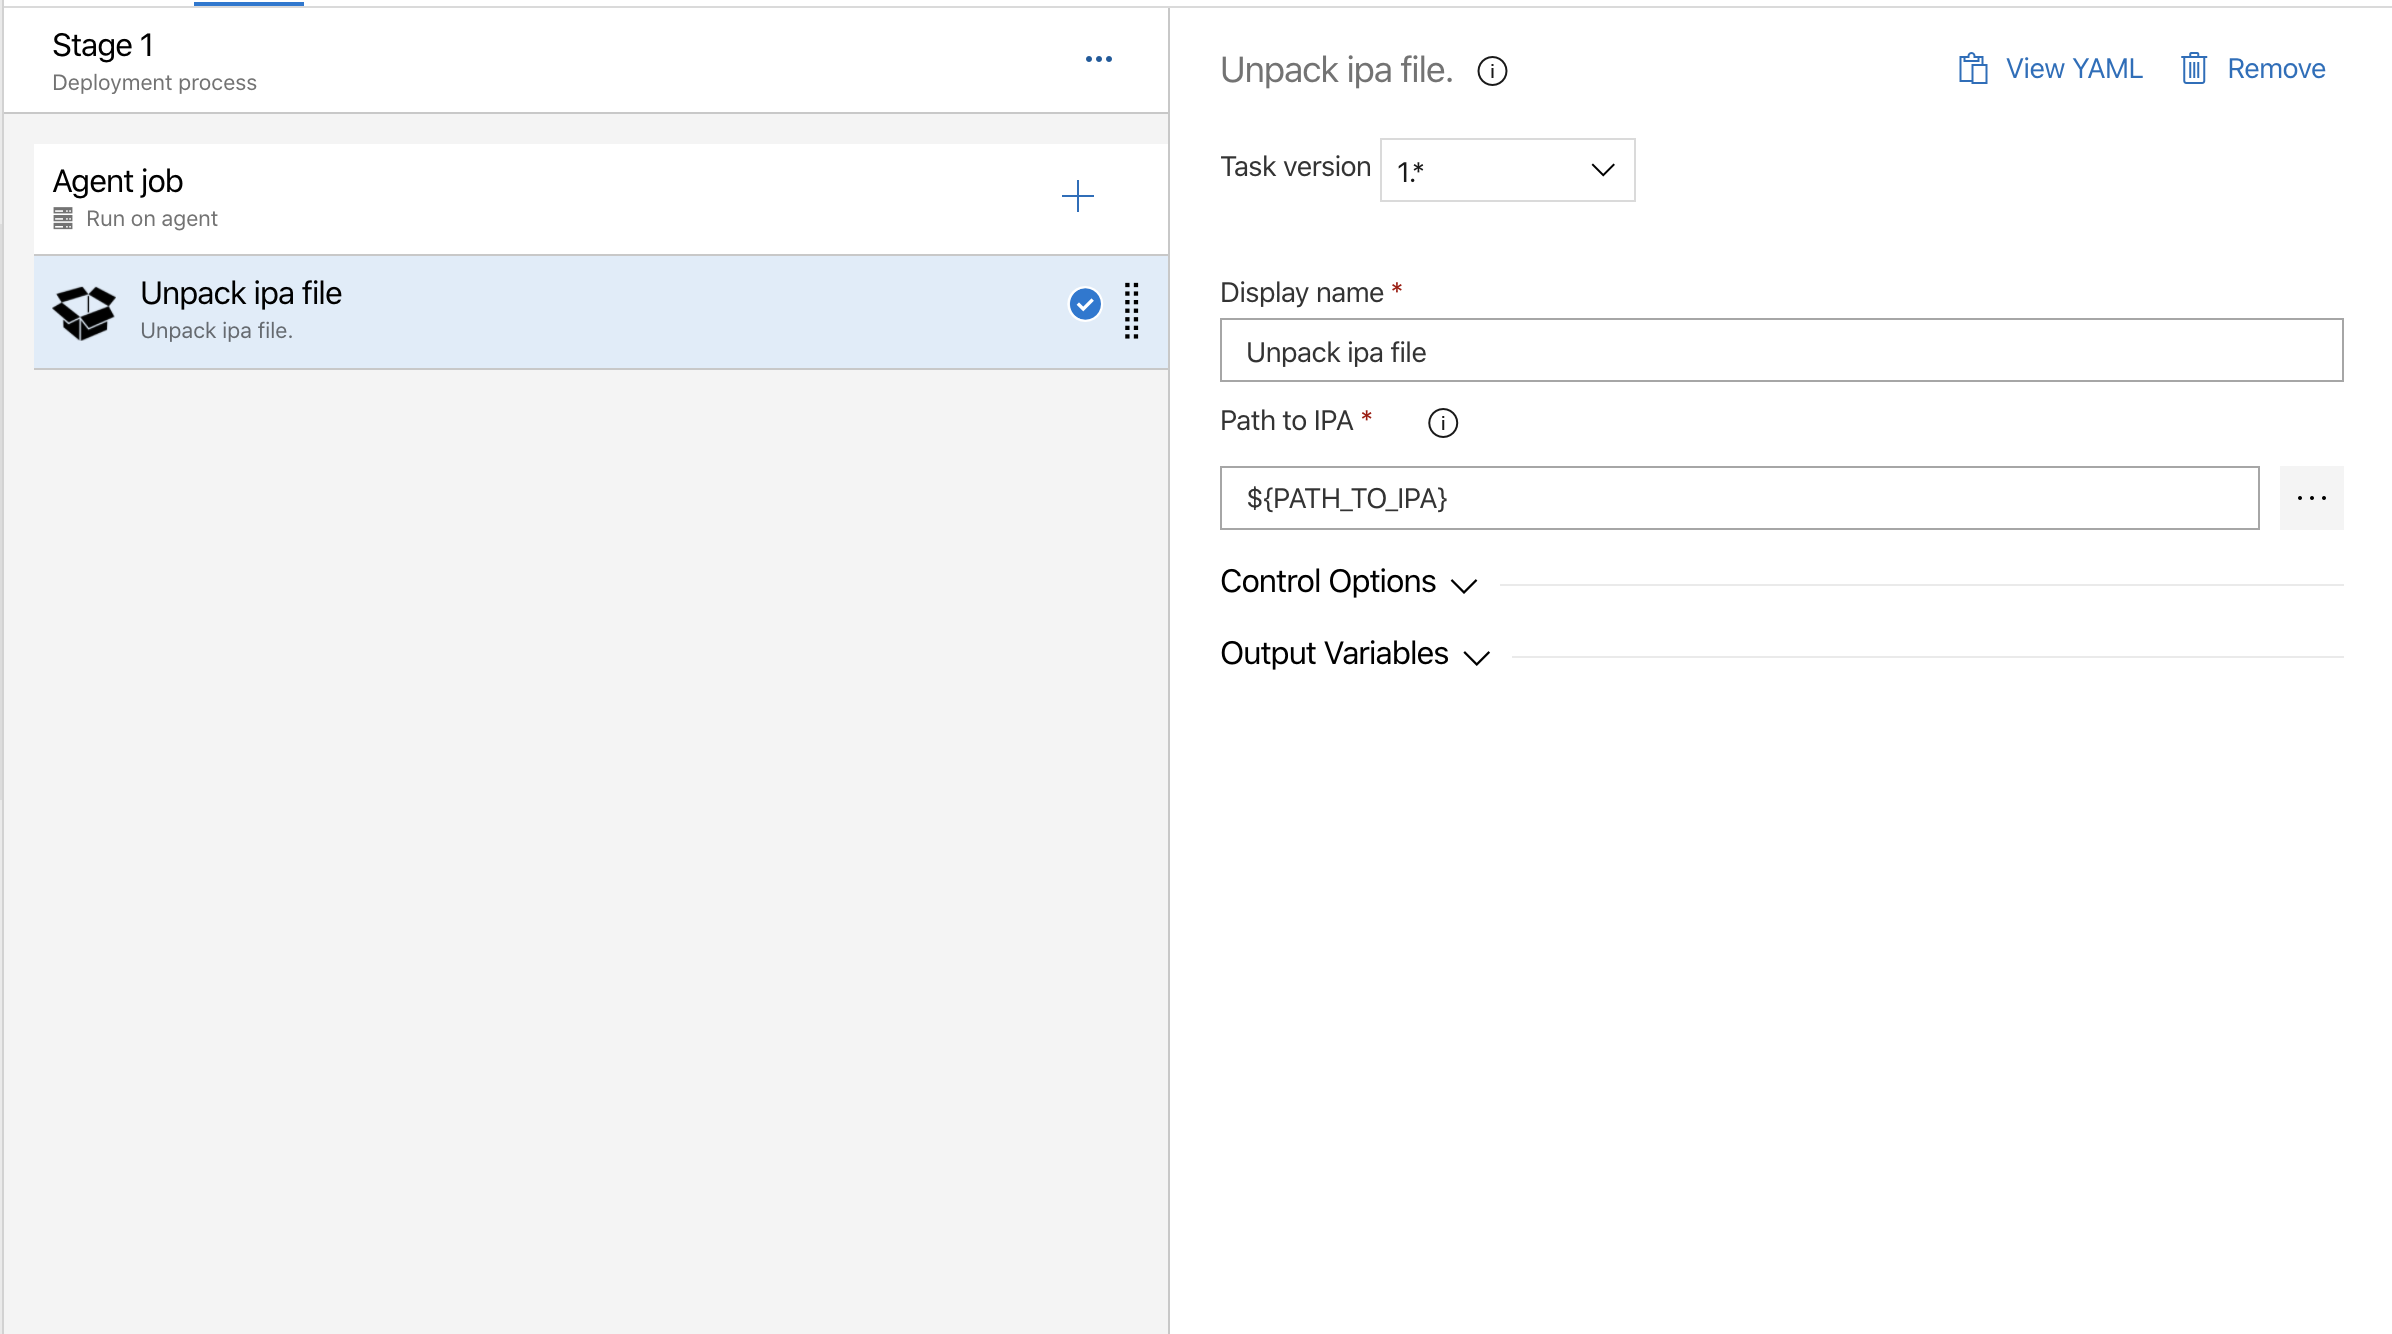 Stage 1
Deployment process
Agent job
Run on agent
Unpack ipa file
Unpack ipa file.
Unpack ipa file.
View YAML
Remove
Task version 1.*
Display name *
Unpack ipa file
Path to IPA *
${PATH_TO_IPA}
Control Options
Output Variables